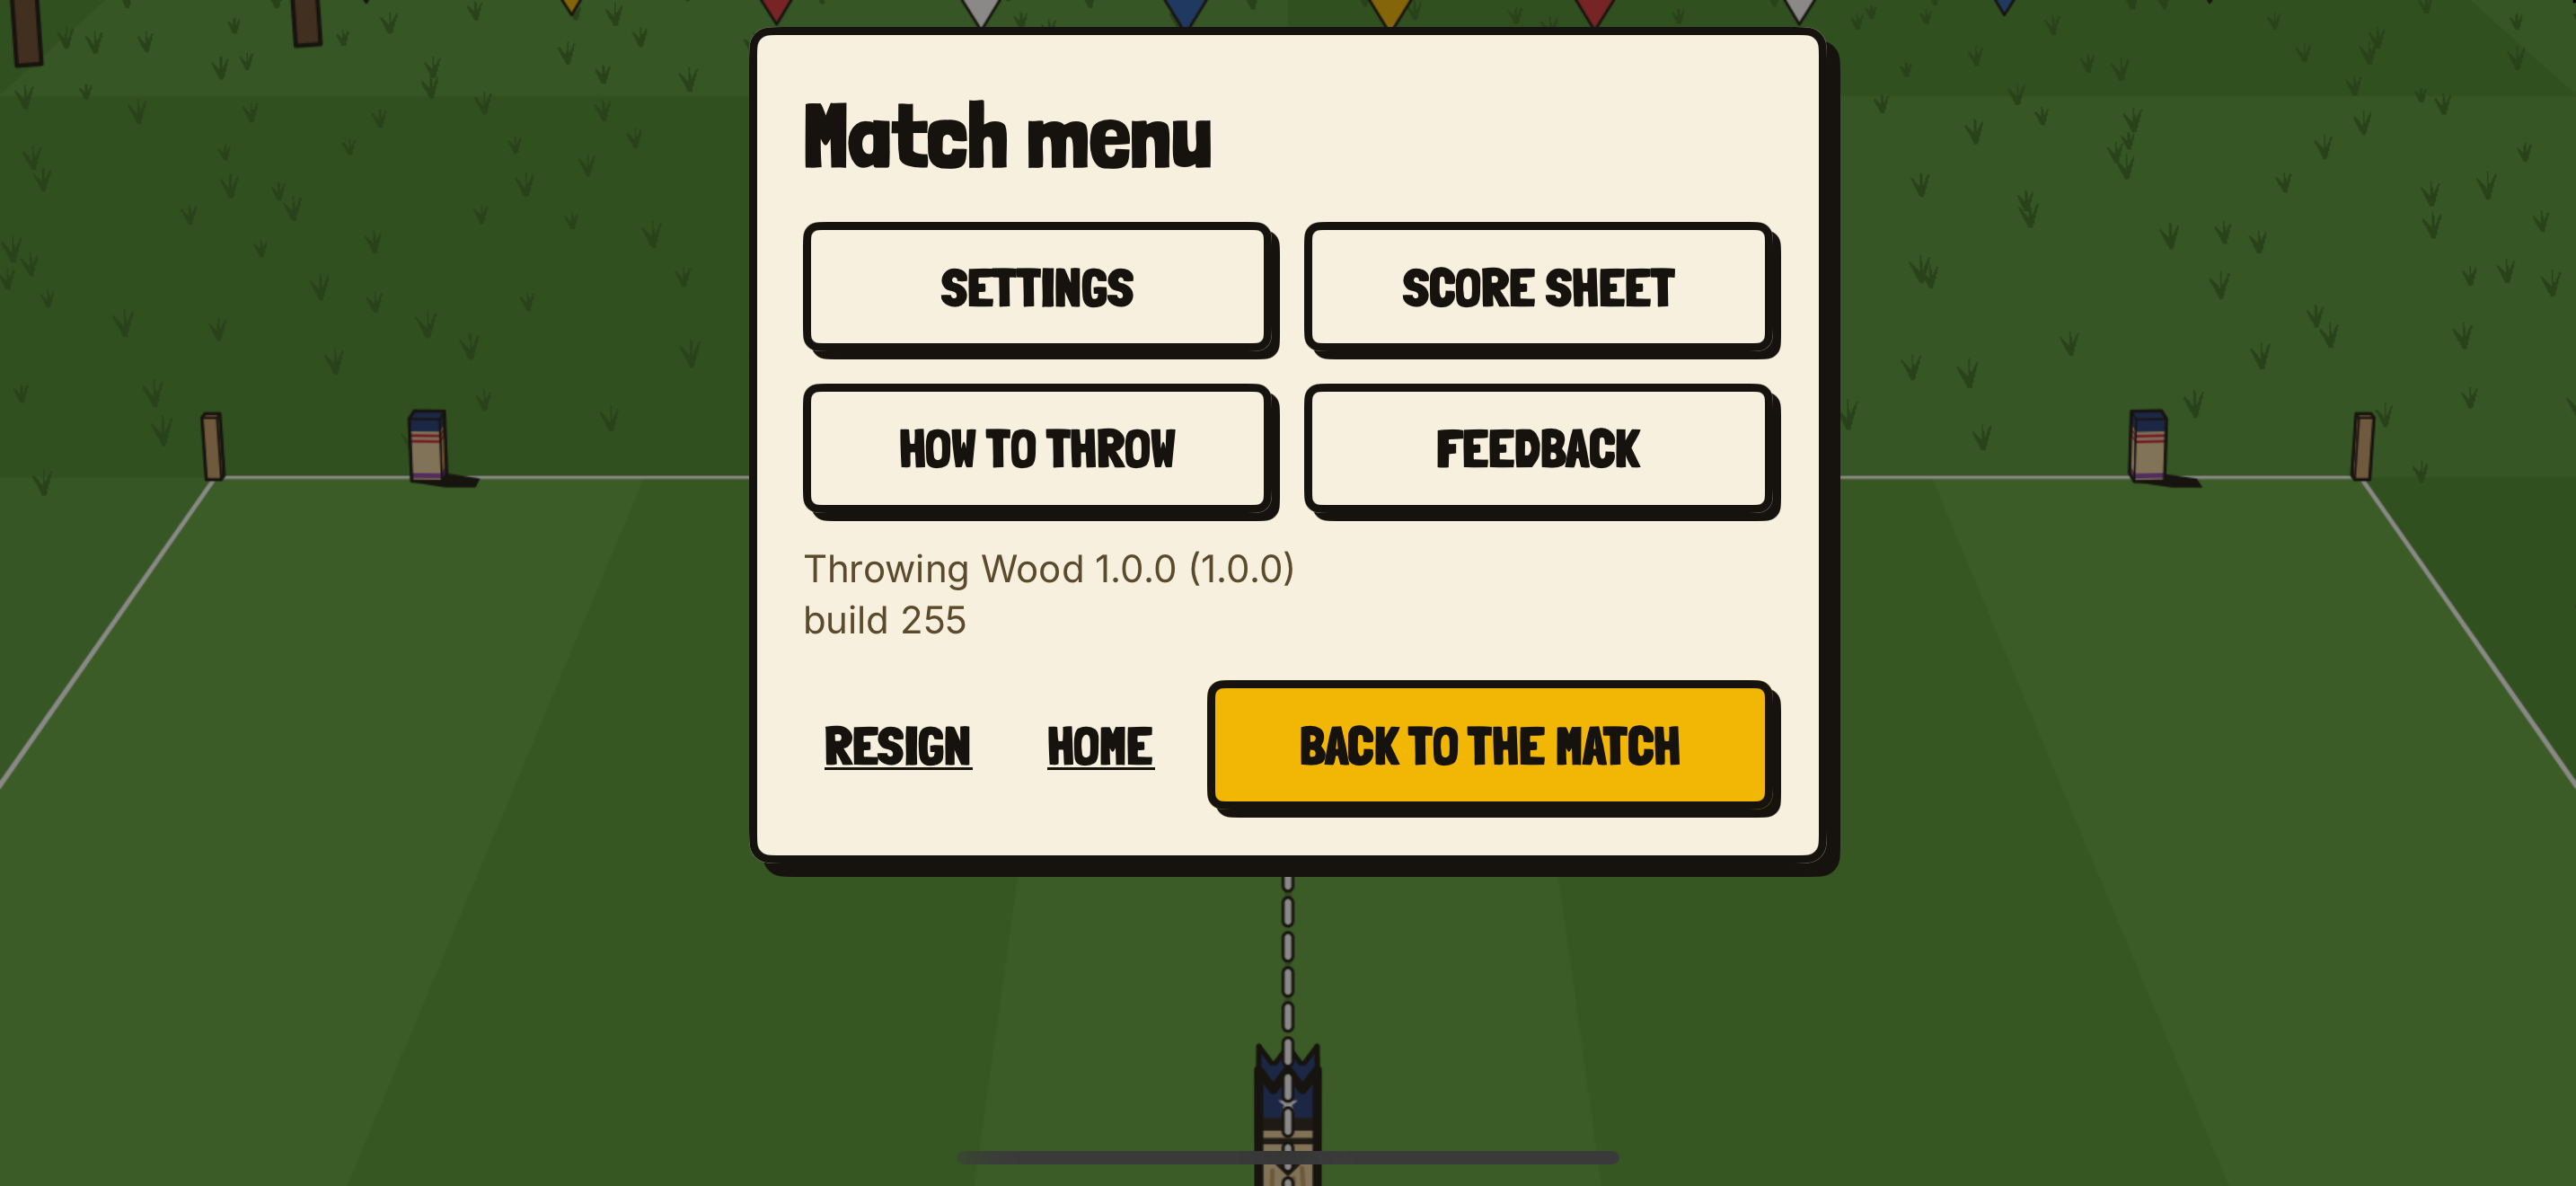 Match menu
SETTINGS
SCORE SHEET
HOW TO THROW
FEEDBACK
Throwing Wood 1.0.0 (1.0.0)
build 255
RESIGN
HOME
BACK TO THE MATCH